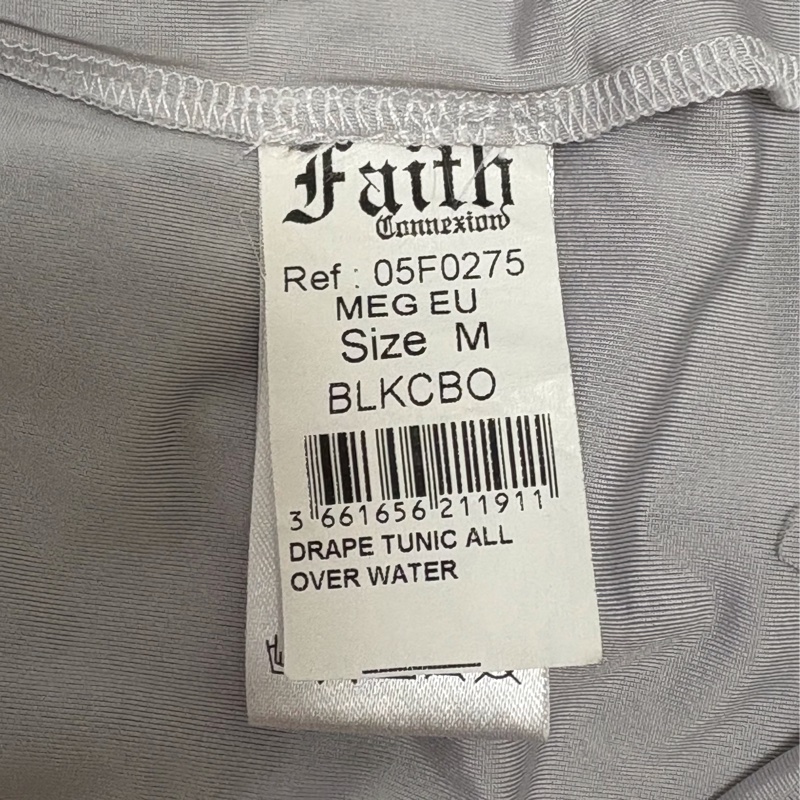 Faith
Connexion
Ref : 05F0275
MEG EU
Size M
BLKCBO
3 661656 211911
DRAPE TUNIC ALL
OVER WATER